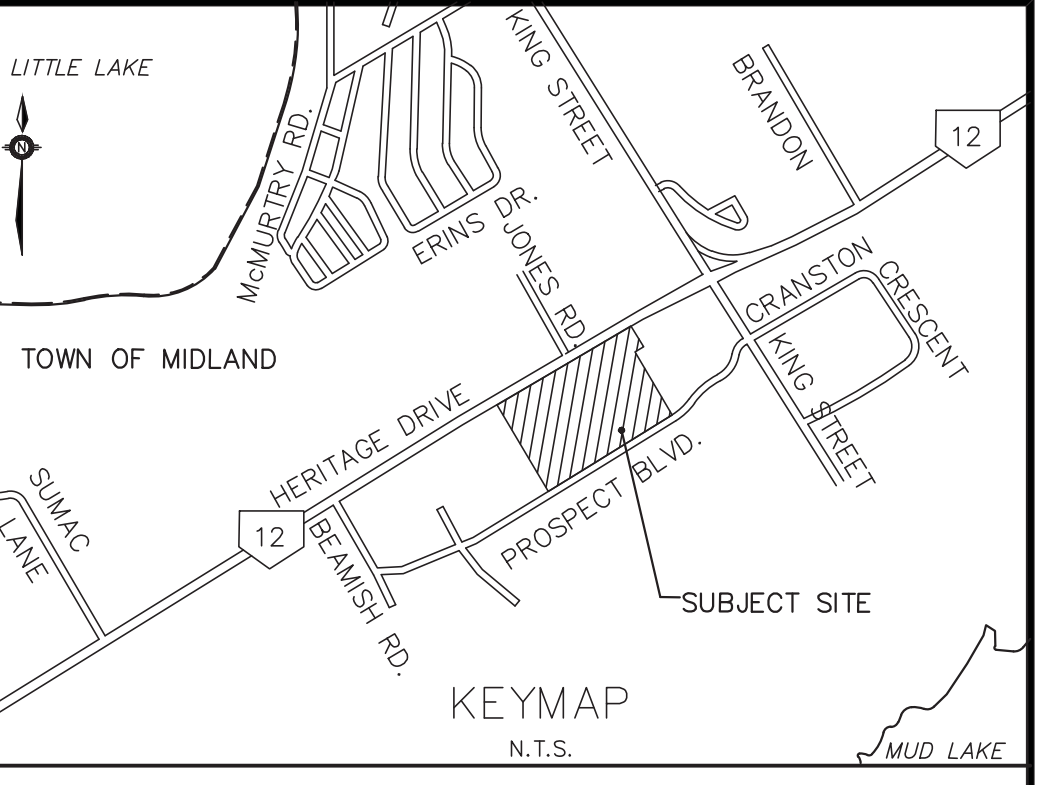 LITTLE LAKE
N
McMURTRY RD.
ERINS DR.
KING STREET
BRANDON
12
JONES RD.
CRANSTON
CRESCENT
TOWN OF MIDLAND
KING STREET
HERITAGE DRIVE
SUMAC
LANE
12
BEAMISH RD.
PROSPECT BLVD.
SUBJECT SITE
KEYMAP
N.T.S.
MUD LAKE